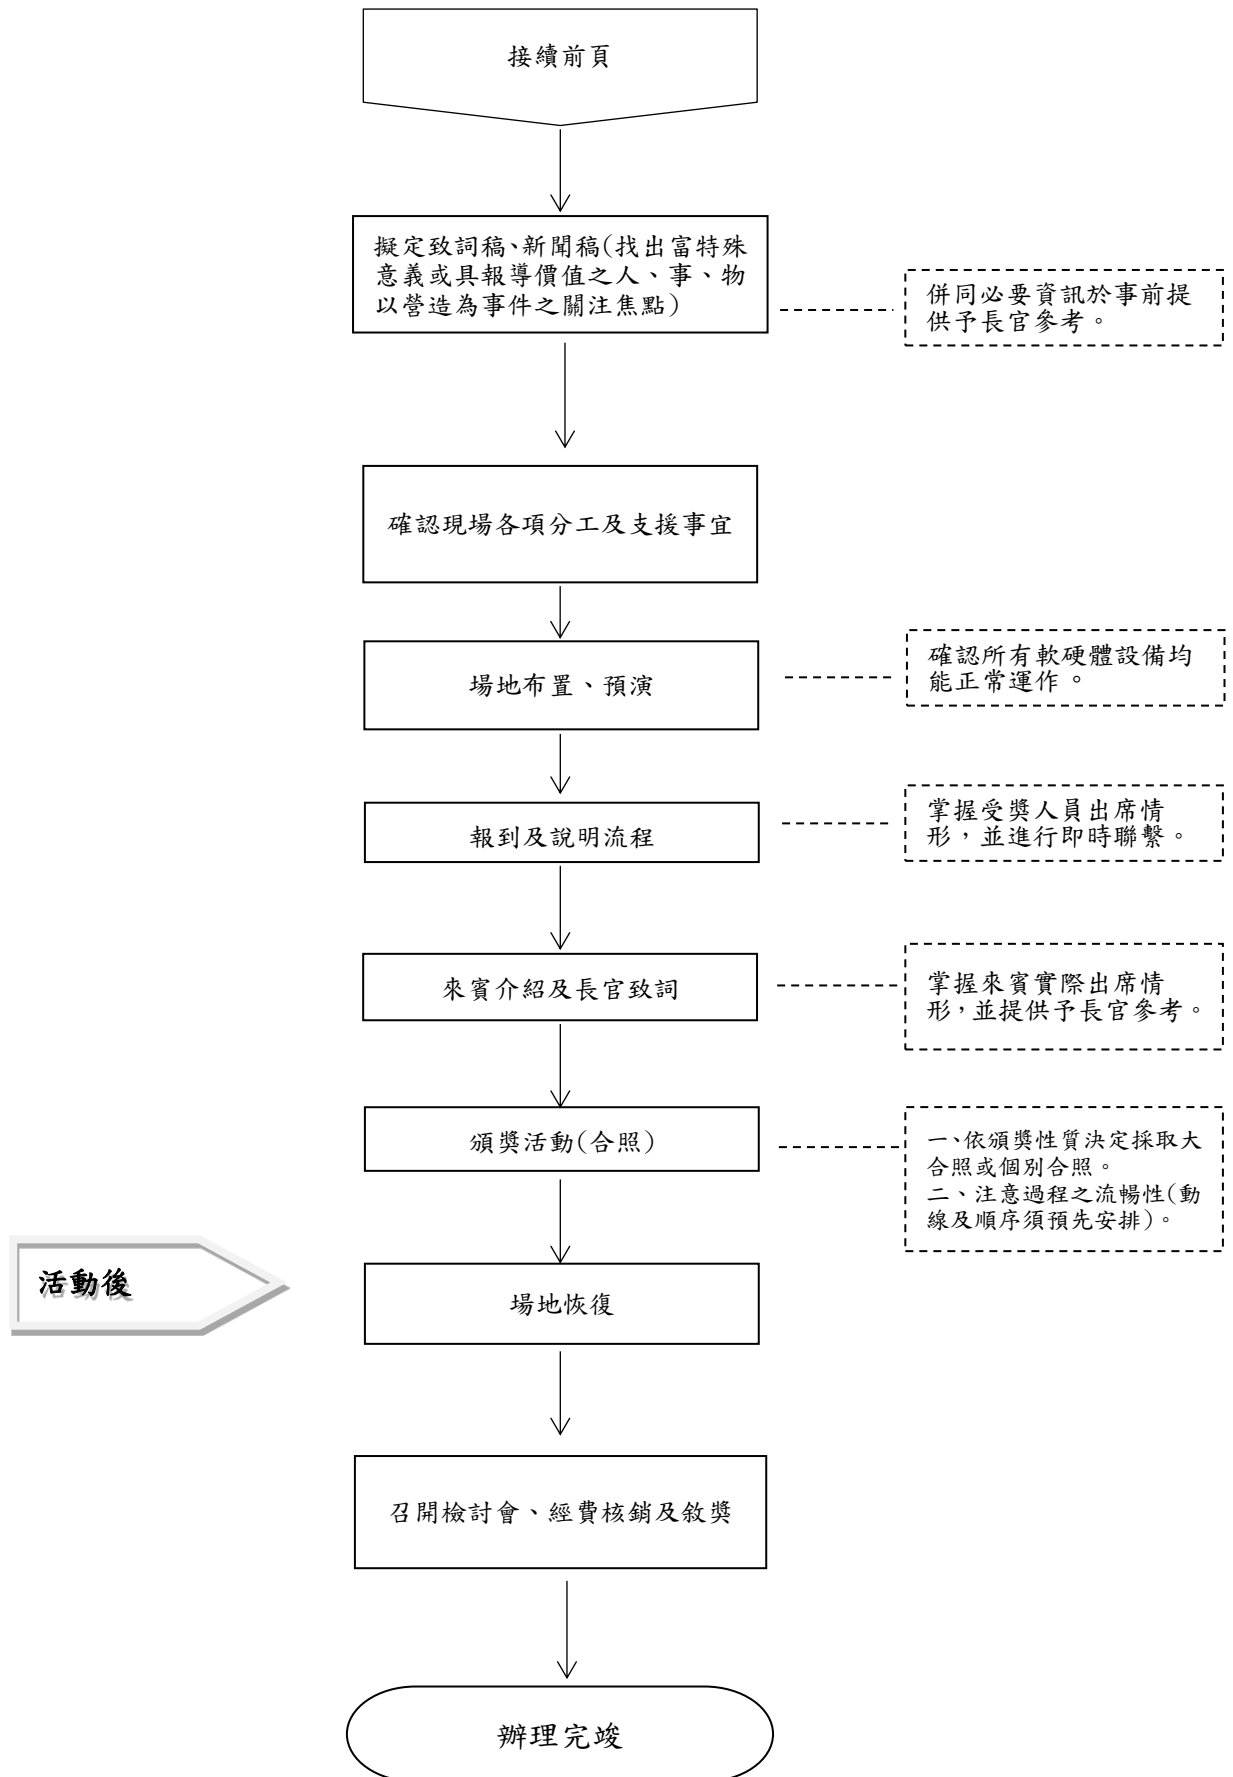 接續前頁
擬定致詞稿、新聞稿(找出富特殊
意義或具報導價值之人、事、物
以營造為事件之關注焦點)
併同必要資訊於事前提
供予長官參考。
確認現場各項分工及支援事宜
場地布置、預演
確認所有軟硬體設備均
能正常運作。
報到及說明流程
掌握受獎人員出席情
形，並進行即時聯繫。
來賓介紹及長官致詞
掌握來賓實際出席情
形，並提供予長官參考。
頒獎活動(合照)
一、依頒獎性質決定採取大
合照或個別合照。
二、注意過程之流暢性(動
線及順序須預先安排)。
活動後
場地恢復
召開檢討會、經費核銷及敘獎
辦理完竣